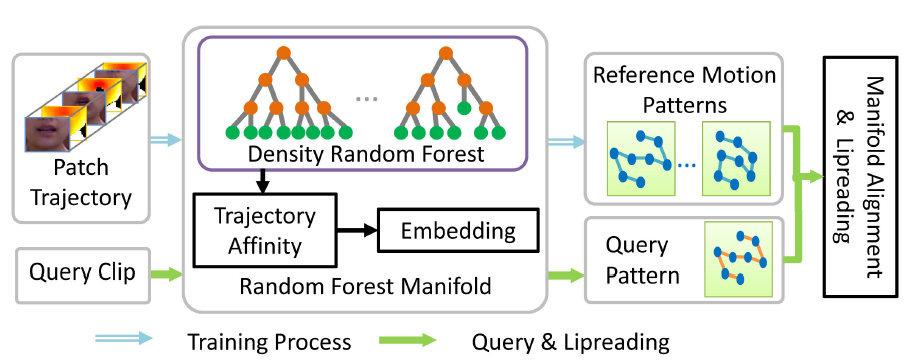 Patch
Trajectory
Query Clip
...
Density Random Forest
Trajectory
Affinity
Embedding
Random Forest Manifold
Reference Motion
Patterns
...
Query
Pattern
Manifold Alignment
& Lipreading
Training Process
Query & Lipreading